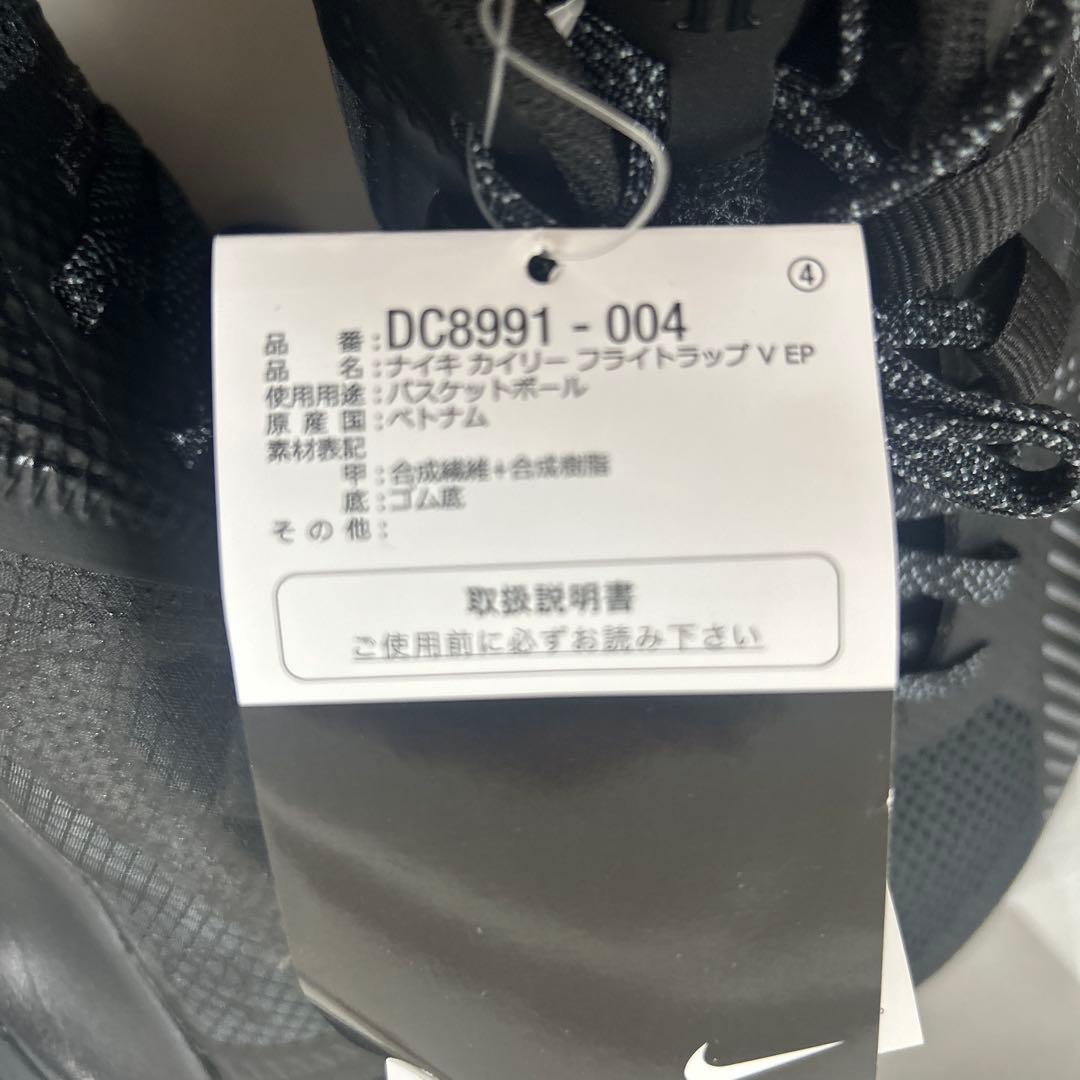 ④
品 番:DC8991 - 004
品 名:ナイキ カイリー フライトラップ V EP
使用用途:バスケットボール
原 産 国:ベトナム
素材表記
甲:合成繊維+合成樹脂
底:ゴム底
そ の 他:
取扱説明書
ご使用前に必ずお読み下さい